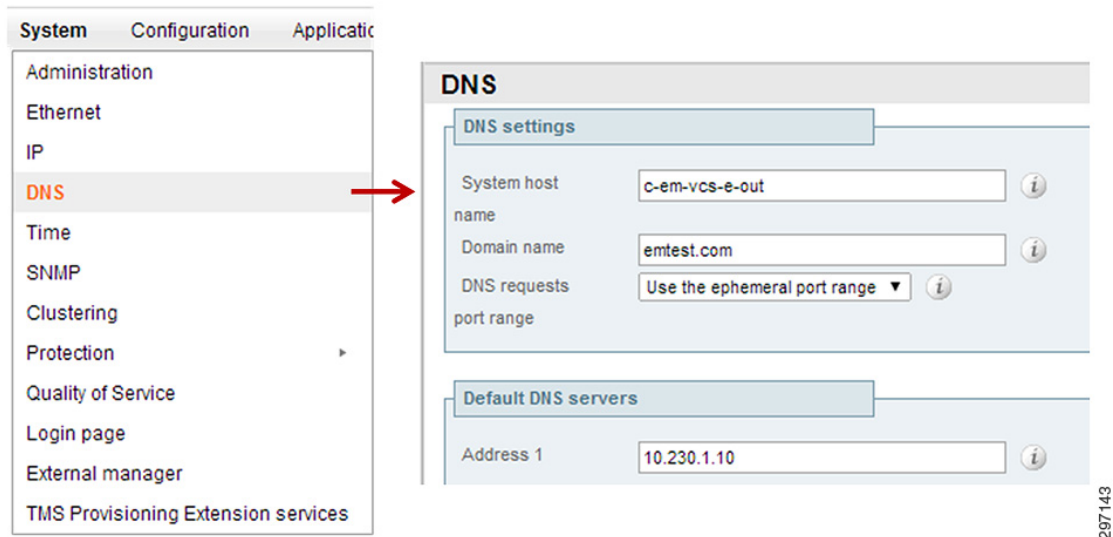 System Configuration Applicatic
Administration
Ethernet
IP
DNS
Time
SNMP
Clustering
Protection
Quality of Service
Login page
External manager
TMS Provisioning Extension services
DNS
DNS settings
System host name
c-em-vcs-e-out
i
Domain name
emtest.com
i
DNS requests port range
Use the ephemeral port range
i
Default DNS servers
Address 1
10.230.1.10
i
297143